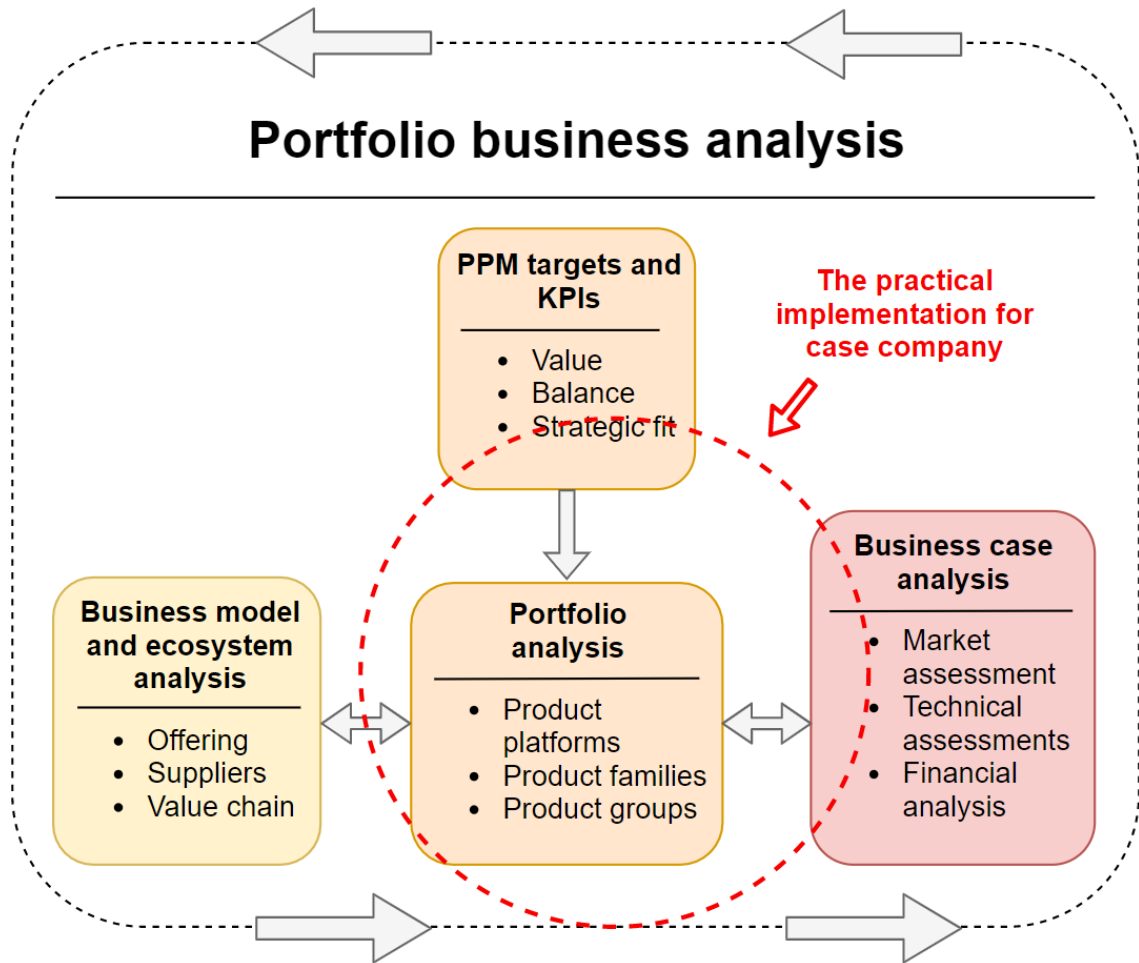 Portfolio business analysis
PPM targets and
KPIs
• Value
• Balance
• Strategic fit
The practical
implementation for
case company
Business model
and ecosystem
analysis
• Offering
• Suppliers
• Value chain
Portfolio
analysis
• Product
platforms
• Product families
• Product groups
Business case
analysis
• Market
assessment
• Technical
assessments
• Financial
analysis